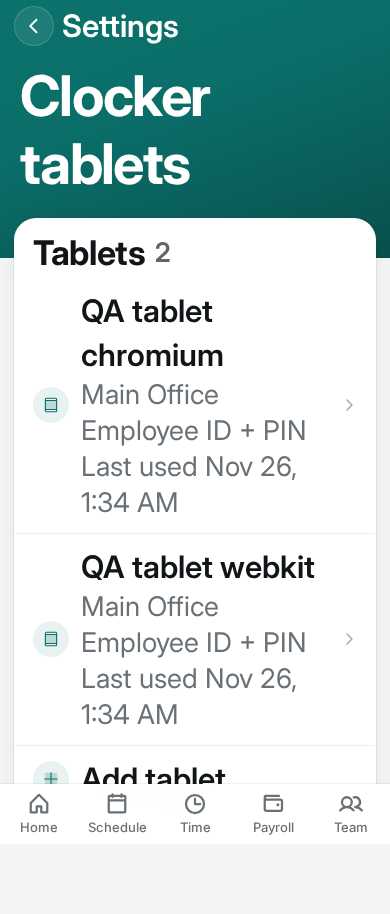 Settings
Clocker
tablets
Tablets 2
QA tablet
chromium
Main Office
Employee ID + PIN
Last used Nov 26,
1:34 AM
QA tablet webkit
Main Office
Employee ID + PIN
Last used Nov 26,
1:34 AM
Add tablet
Home Schedule Time Payroll Team